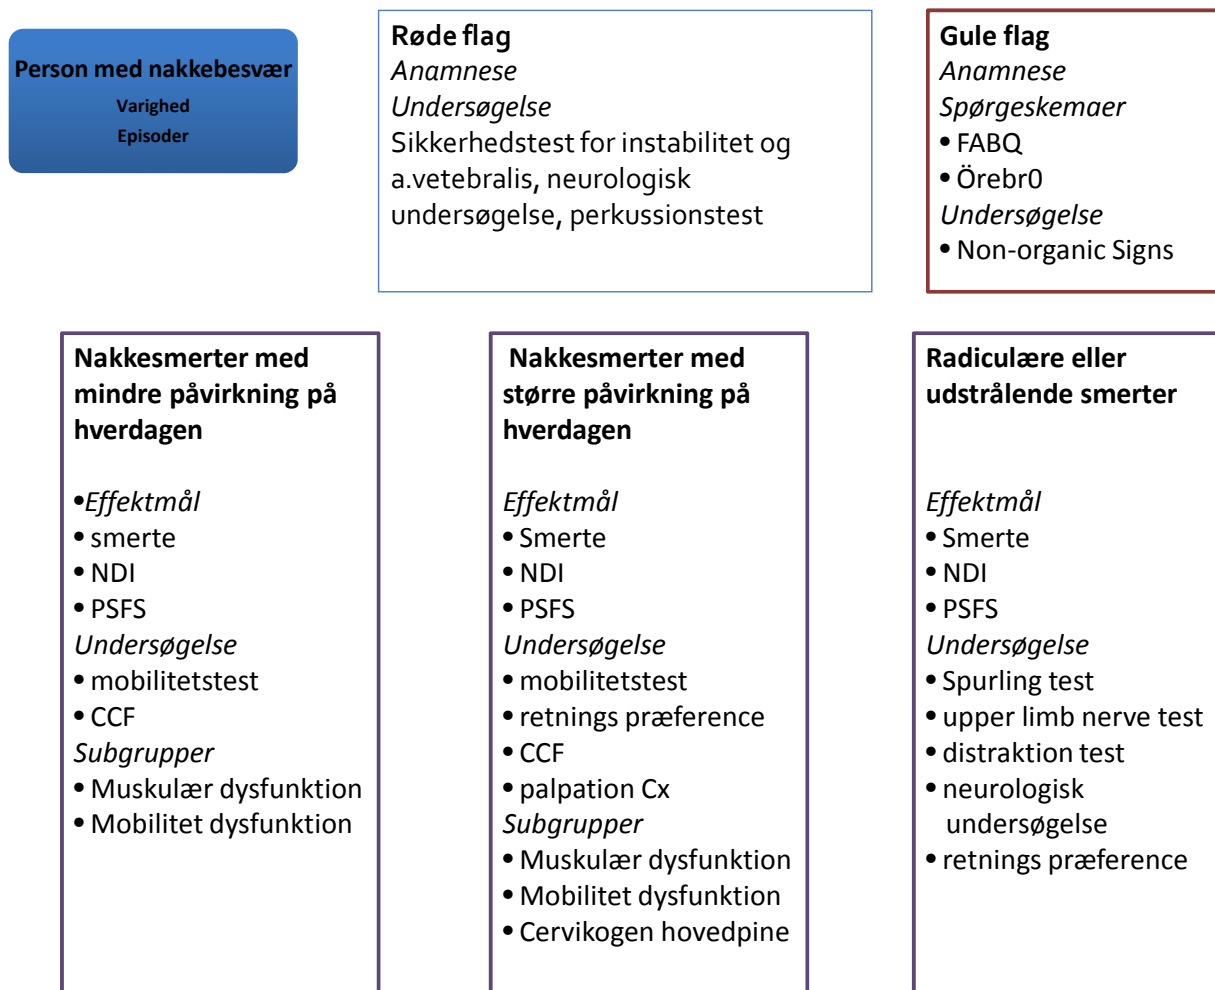 Person med nakkebesvær
Varighed
Episoder
Røde flag
Anamnese
Undersøgelse
Sikkerhedstest for instabilitet og
a.vetebralis, neurologisk
undersøgelse, perkussionstest
Gule flag
Anamnese
Spørgeskemaer
• FABQ
• Örebr0
Undersøgelse
• Non-organic Signs
Nakkesmerter med
mindre påvirkning på
hverdagen
•Effektmål
• smerte
• NDI
• PSFS
Undersøgelse
• mobilitetstest
• CCF
Subgrupper
• Muskulær dysfunktion
• Mobilitet dysfunktion
Nakkesmerter med
større påvirkning på
hverdagen
Effektmål
• Smerte
• NDI
• PSFS
Undersøgelse
• mobilitetstest
• retnings præference
• CCF
• palpation Cx
Subgrupper
• Muskulær dysfunktion
• Mobilitet dysfunktion
• Cervikogen hovedpine
Radiculære eller
udstrålende smerter
Effektmål
• Smerte
• NDI
• PSFS
Undersøgelse
• Spurling test
• upper limb nerve test
• distraktion test
• neurologisk
undersøgelse
• retnings præference